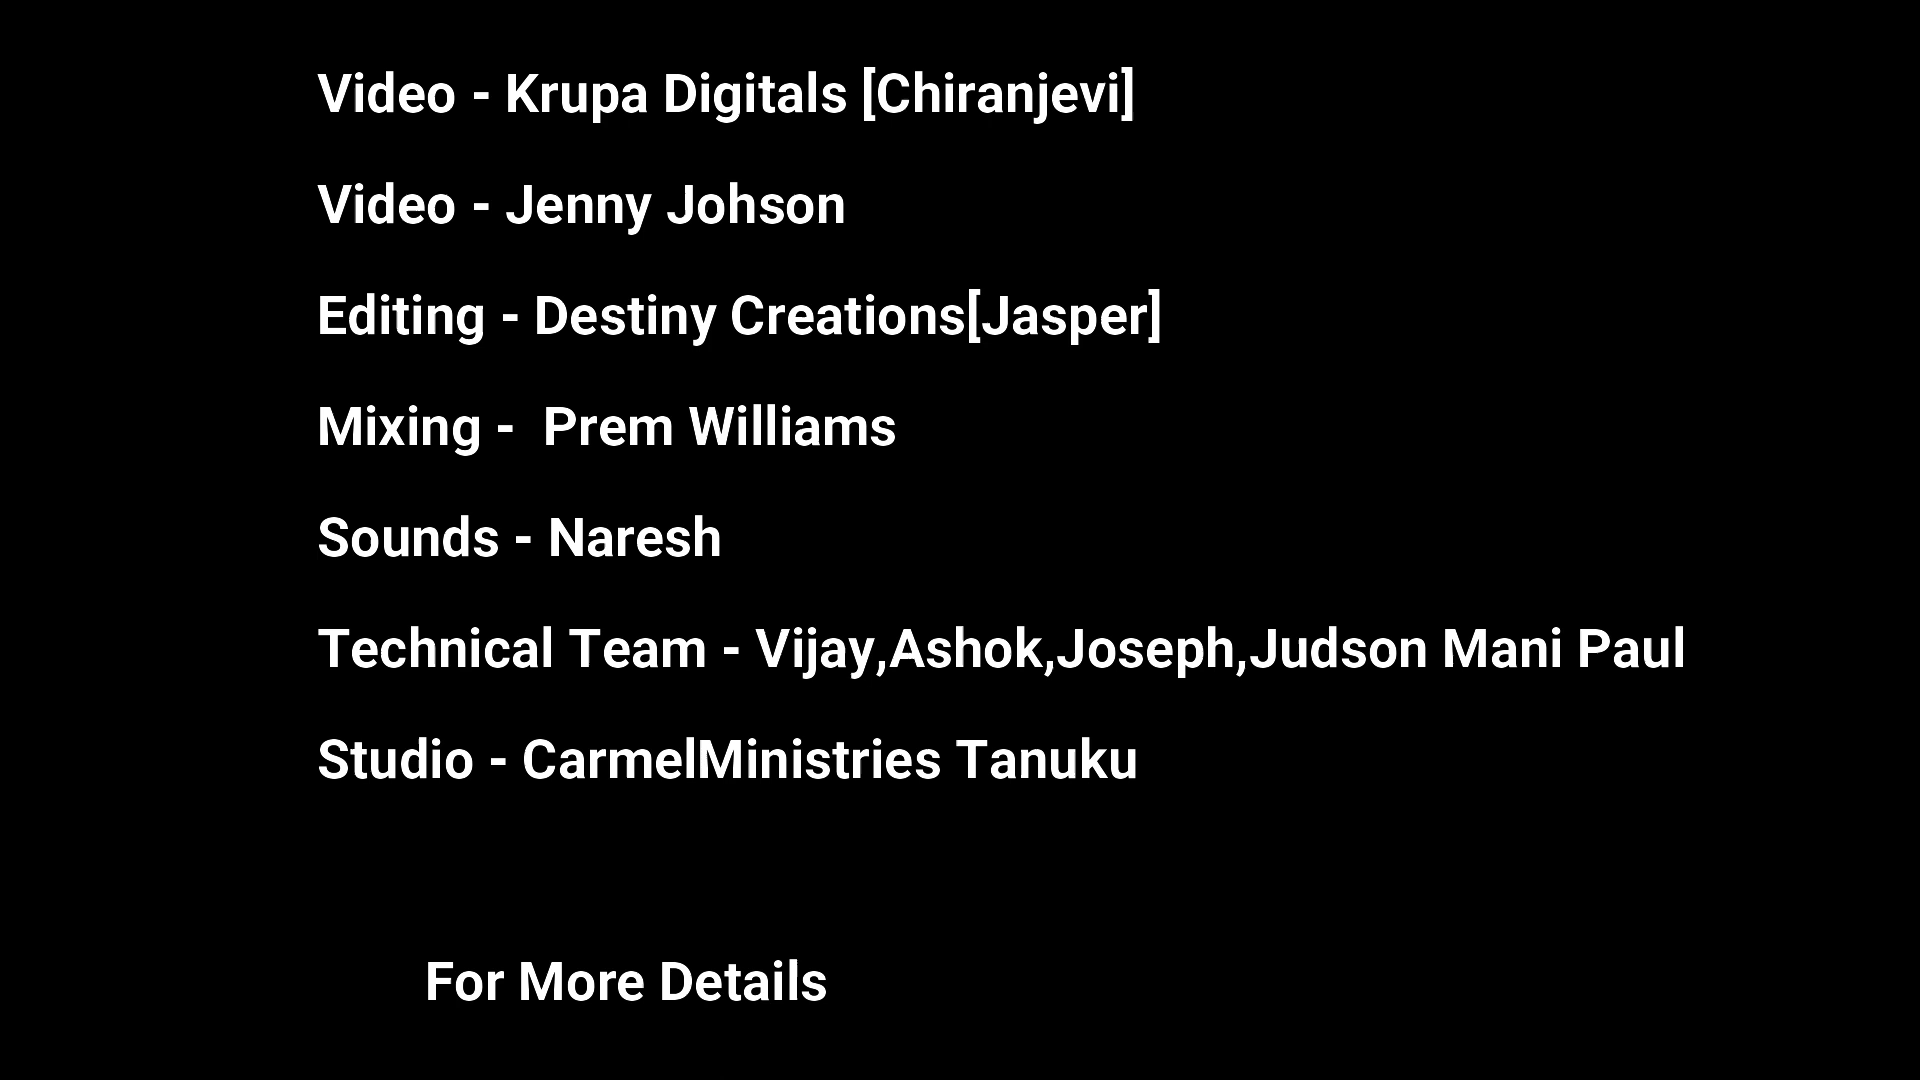 Video - Krupa Digitals [Chiranjevi]
Video - Jenny Johson
Editing - Destiny Creations[Jasper]
Mixing -  Prem Williams
Sounds - Naresh
Technical Team - Vijay,Ashok,Joseph,Judson Mani Paul
Studio - CarmelMinistries Tanuku
For More Details